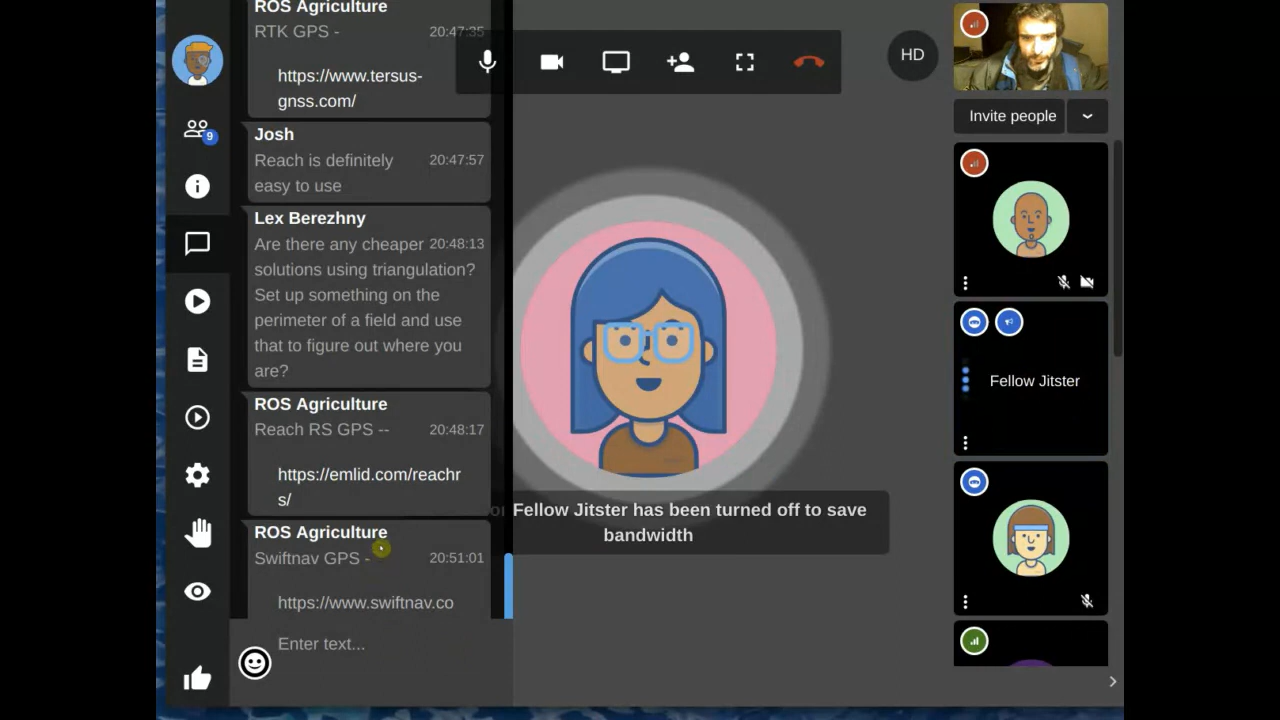 ROS Agriculture
RTK GPS - 20:47:35
https://www.tersus-
gnss.com/
Josh
Reach is definitely 20:47:57
easy to use
Lex Berezhny
Are there any cheaper 20:48:13
solutions using triangulation?
Set up something on the
perimeter of a field and use
that to figure out where you
are?
ROS Agriculture
Reach RS GPS -- 20:48:17
https://emlid.com/reachr
s/
ROS Agriculture
Swiftnav GPS - 20:51:01
https://www.swiftnav.co
Enter text...
9
HD
Fellow Jitster has been turned off to save
bandwidth
Invite people
Fellow Jitster